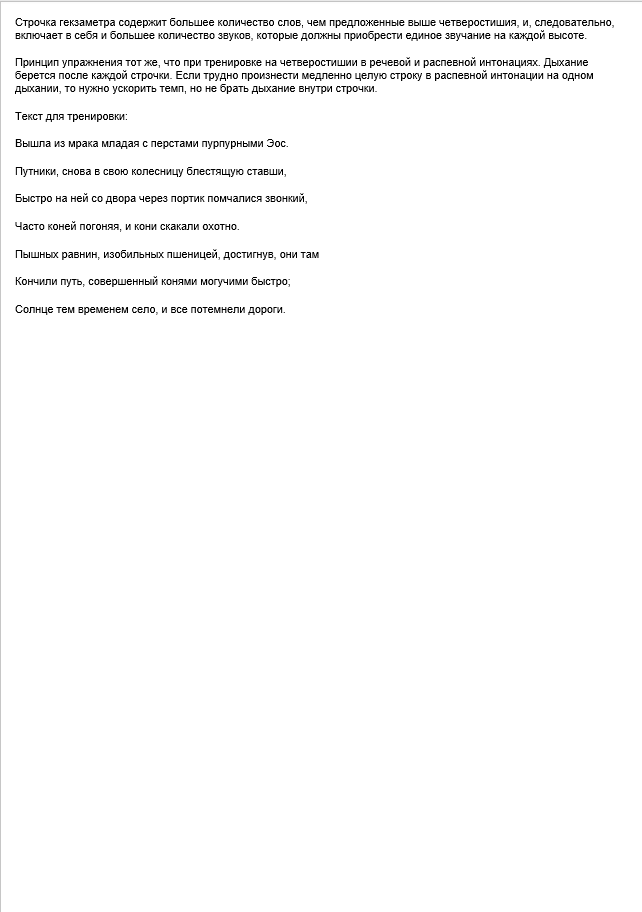 Строчка гекзаметра содержит большее количество слов, чем предложенные выше четверостишия, и, следовательно,
включает в себя и большее количество звуков, которые должны приобрести единое звучание на каждой высоте.
Принцип упражнения тот же, что при тренировке на четверостишии в речевой и распевной интонациях. Дыхание
берется после каждой строчки. Если трудно произнести медленно целую строку в распевной интонации на одном
дыхании, то нужно ускорить темп, но не брать дыхание внутри строчки.
Текст для тренировки:
Вышла из мрака младая с перстами пурпурными Эос.
Путники, снова в свою колесницу блестящую ставши,
Быстро на ней со двора через портик помчалися звонкий,
Часто коней погоняя, и кони скакали охотно.
Пышных равнин, изобильных пшеницей, достигнув, они там
Кончили путь, совершенный конями могучими быстро;
Солнце тем временем село, и все потемнели дороги.